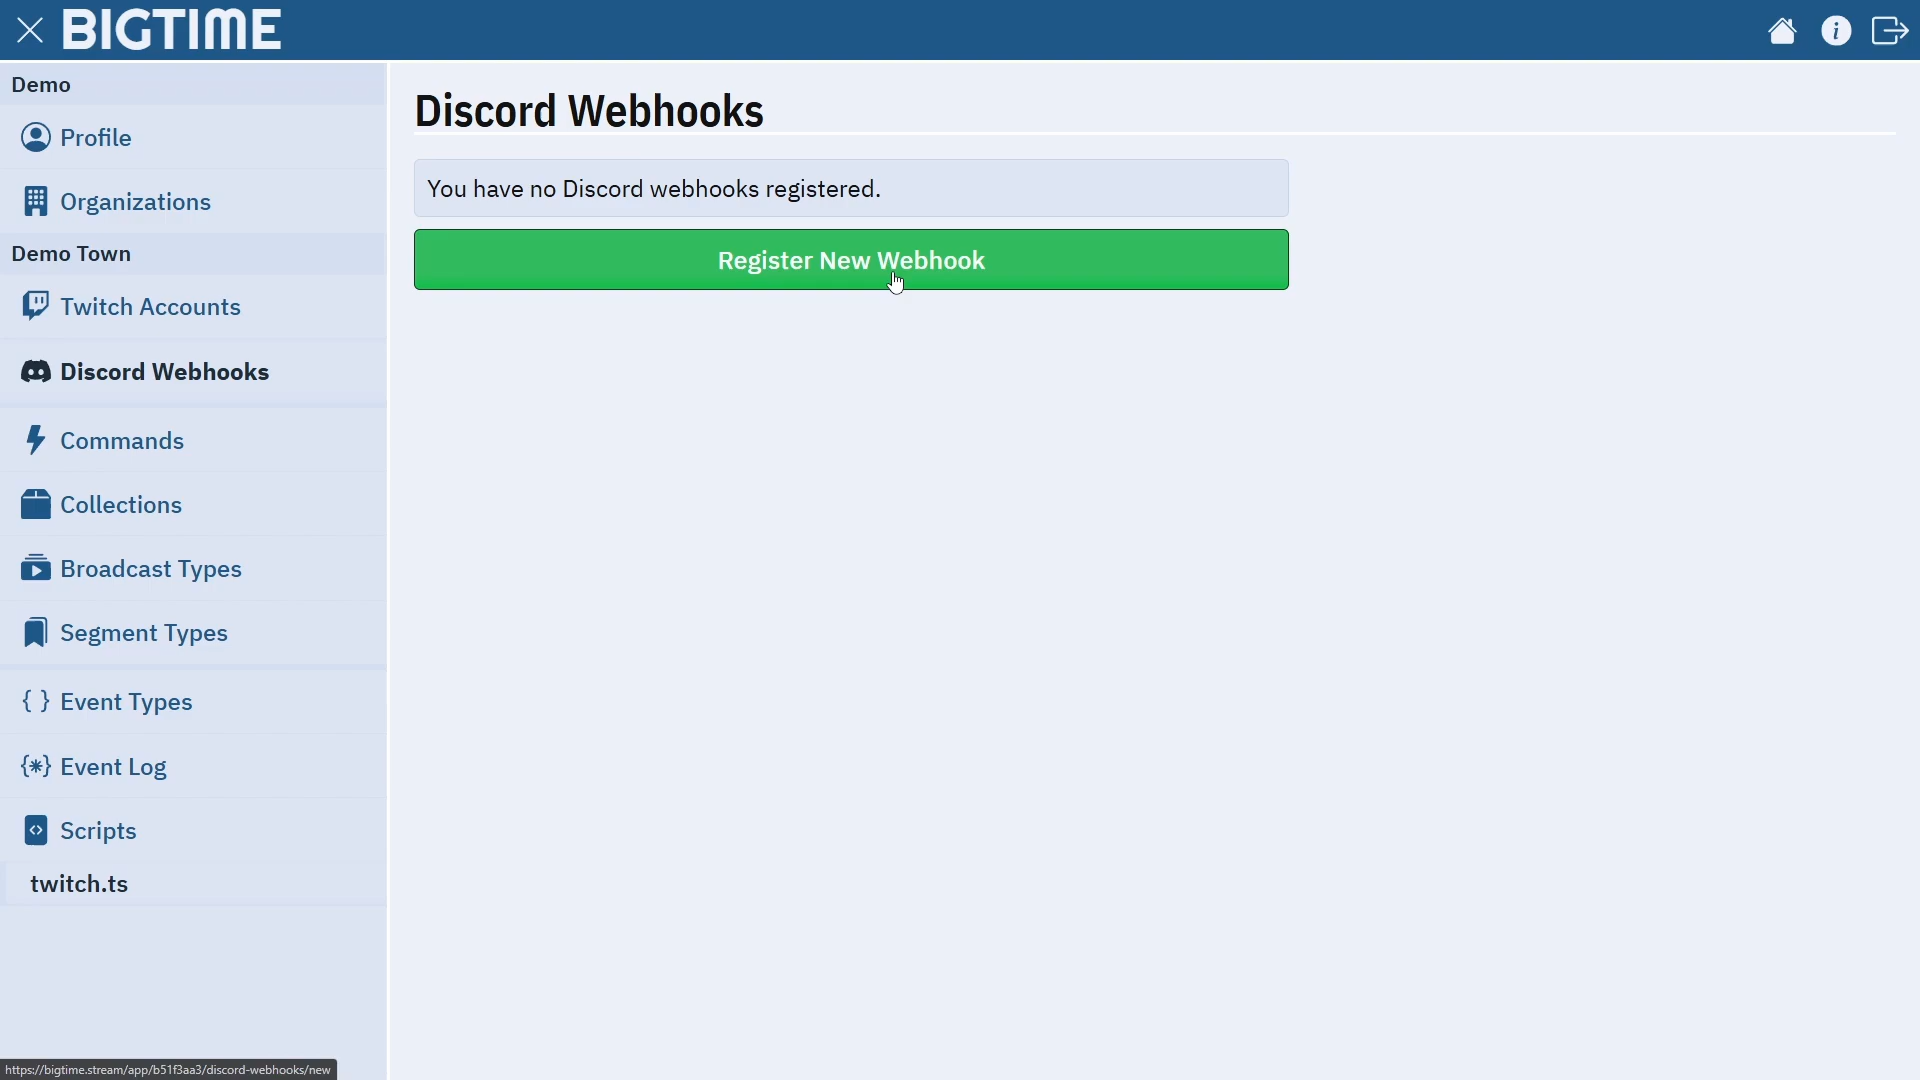 BIGTIME
Demo
Profile
Organizations
Demo Town
Twitch Accounts
Discord Webhooks
Commands
Collections
Broadcast Types
Segment Types
Event Types
Event Log
Scripts
twitch.ts
Discord Webhooks
You have no Discord webhooks registered.
Register New Webhook
https://bigtime.stream/app/b51f3aa3/discord-webhooks/new